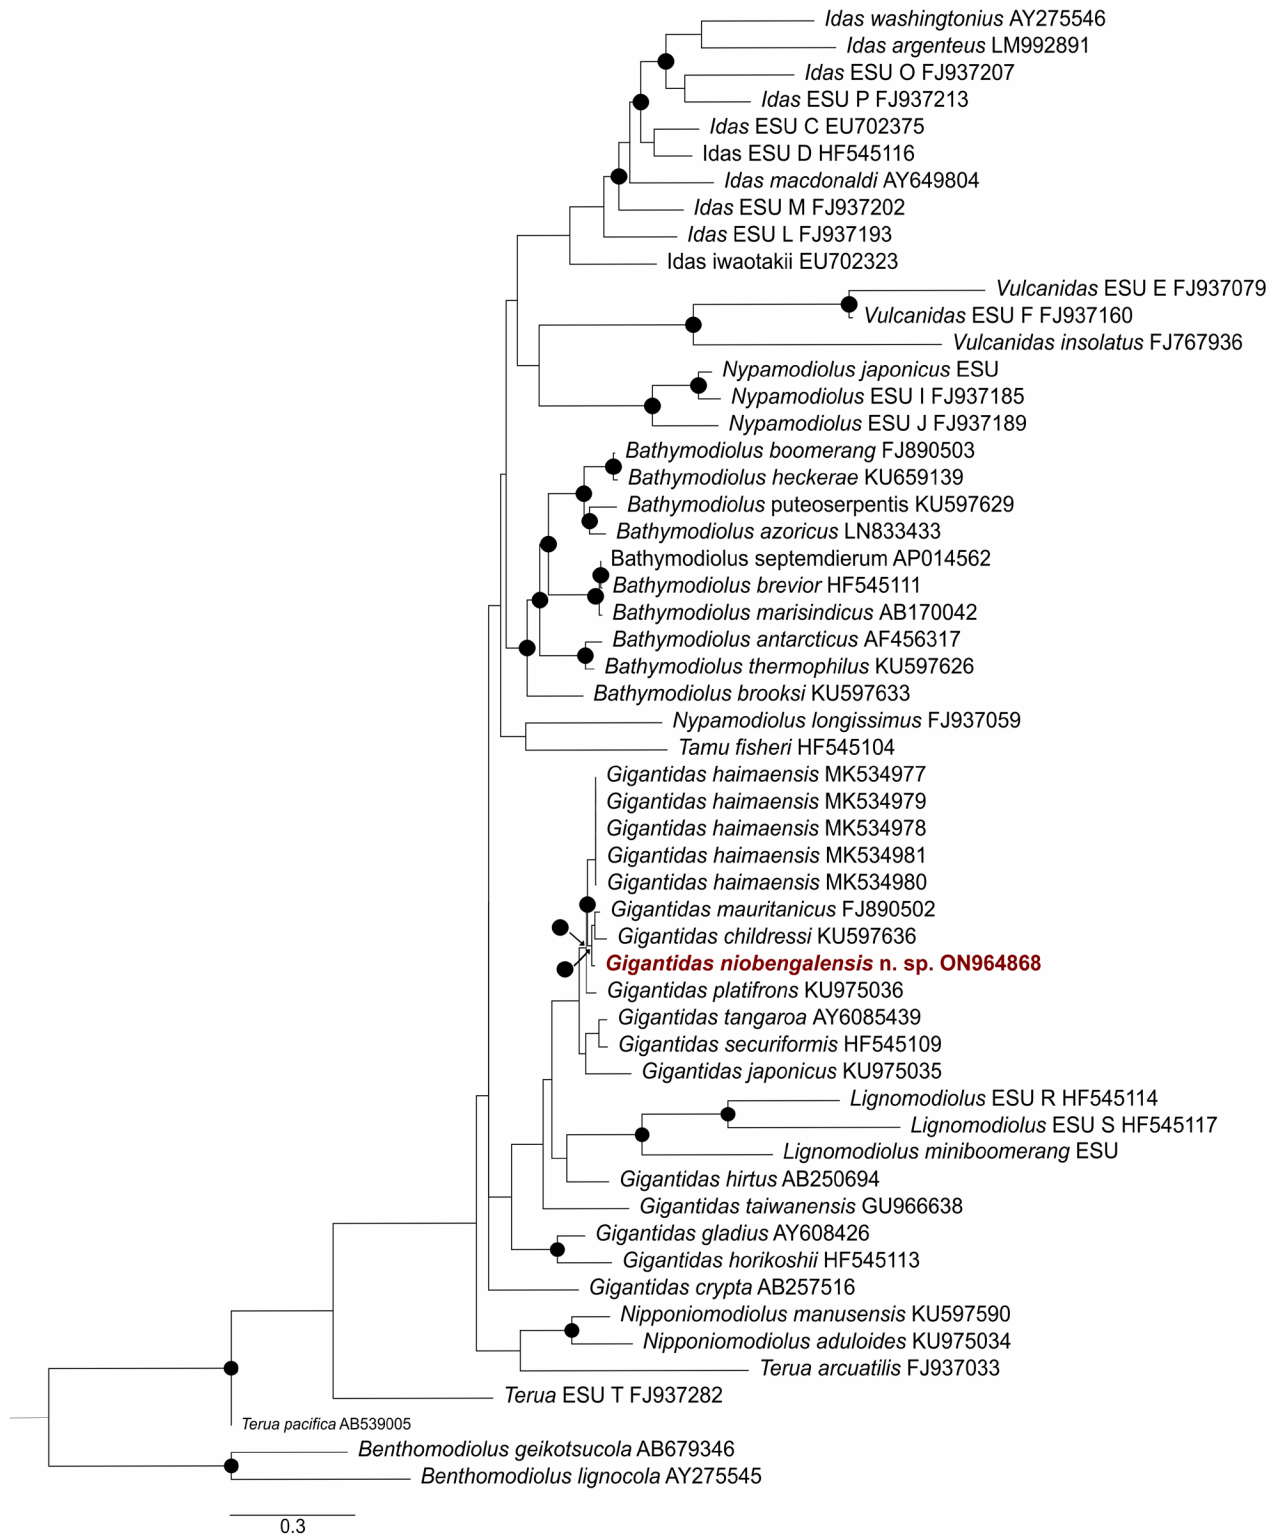 Idas washingtonius AY275546
Idas argenteus LM992891
Idas ESU O FJ937207
Idas ESU P FJ937213
Idas ESU C EU702375
Idas ESU D HF545116
Idas macdonaldi AY649804
Idas ESU M FJ937202
Idas ESU L FJ937193
Idas iwaotakii EU702323
Vulcanidas ESU E FJ937079
Vulcanidas ESU F FJ937160
Vulcanidas insolatus FJ767936
Nypamodiolus japonicus ESU
Nypamodiolus ESU I FJ937185
Nypamodiolus ESU J FJ937189
Bathymodiolus boomerang FJ890503
Bathymodiolus heckerae KU659139
Bathymodiolus puteoserpentis KU597629
Bathymodiolus azoricus LN833433
Bathymodiolus septemdierum AP014562
Bathymodiolus brevior HF545111
Bathymodiolus marisindicus AB170042
Bathymodiolus antarcticus AF456317
Bathymodiolus thermophilus KU597626
Bathymodiolus brooksi KU597633
Nypamodiolus longissimus FJ937059
Tamu fisheri HF545104
Gigantidas haimaensis MK534977
Gigantidas haimaensis MK534979
Gigantidas haimaensis MK534978
Gigantidas haimaensis MK534981
Gigantidas haimaensis MK534980
Gigantidas mauritanicus FJ890502
Gigantidas childressi KU597636
Gigantidas niobengalensis n. sp. ON964868
Gigantidas platifrons KU975036
Gigantidas tangaroa AY6085439
Gigantidas securiformis HF545109
Gigantidas japonicus KU975035
Lignomodiolus ESU R HF545114
Lignomodiolus ESU S HF545117
Lignomodiolus miniboomerang ESU
Gigantidas hirtus AB250694
Gigantidas taiwanensis GU966638
Gigantidas gladius AY608426
Gigantidas horikoshii HF545113
Gigantidas crypta AB257516
Nipponiomodiolus manusensis KU597590
Nipponiomodiolus aduloides KU975034
Terua arcuatilis FJ937033
Terua ESU T FJ937282
Terua pacifica AB539005
Benthomodiolus geikotsucola AB679346
Benthomodiolus lignocola AY275545
0.3